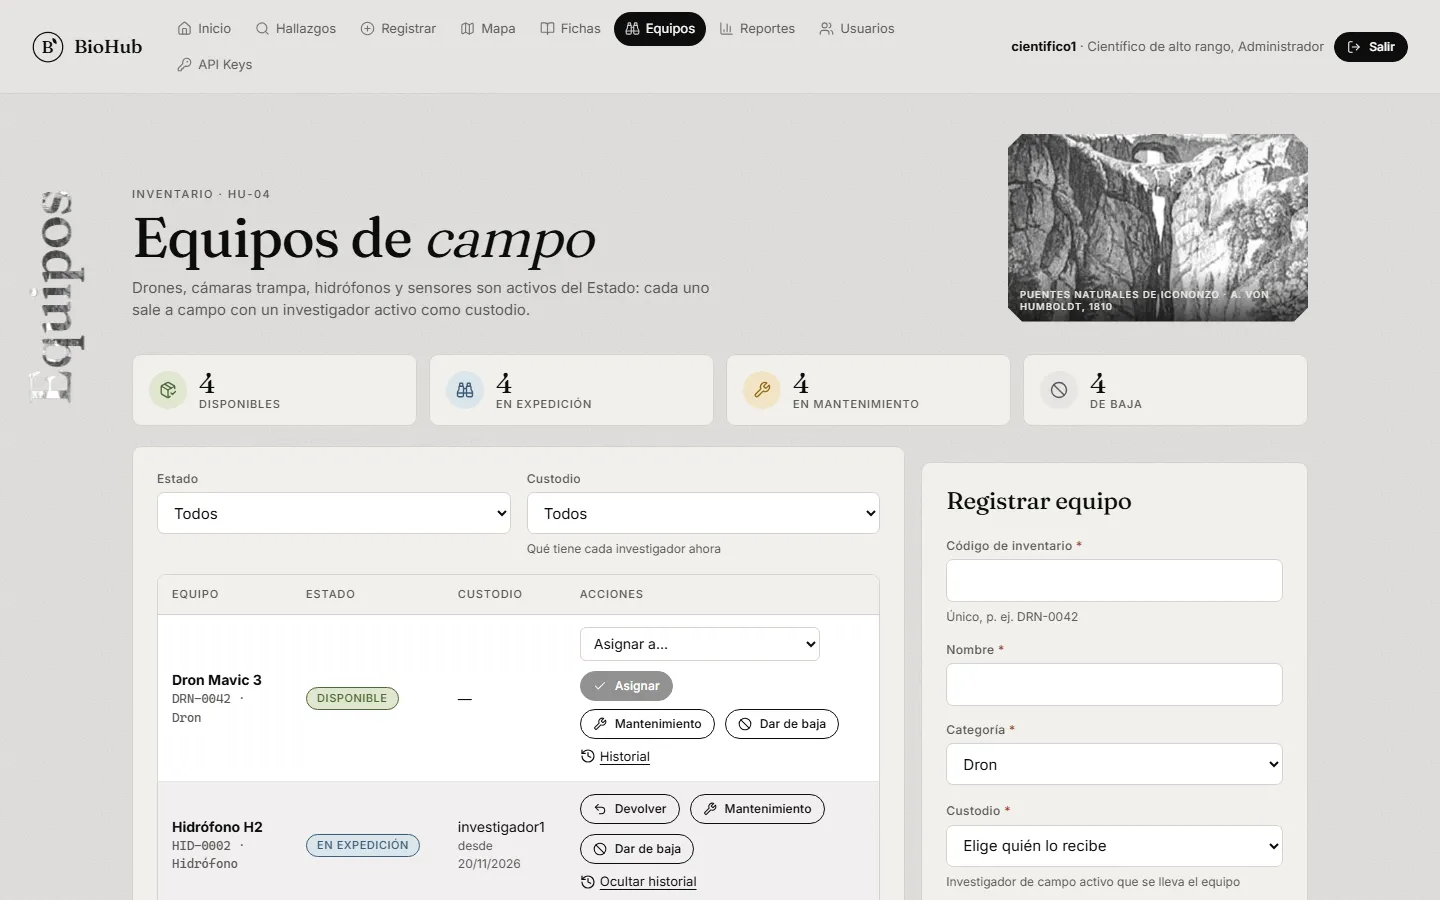 BioHub
Inicio
Hallazgos
Registrar
Mapa
Fichas
Equipos
Reportes
Usuarios
API Keys
cientifico1 · Científico de alto rango, Administrador
Salir
Equipos
INVENTARIO · HU-04
Equipos de campo
Drones, cámaras trampa, hidrófonos y sensores son activos del Estado: cada uno
sale a campo con un investigador activo como custodio.
PUENTES NATURALES DE ICONONZO · A. VON
HUMBOLDT, 1810
4
DISPONIBLES
4
EN EXPEDICIÓN
4
EN MANTENIMIENTO
4
DE BAJA
Estado
Todos
Custodio
Todos
Qué tiene cada investigador ahora
EQUIPO ESTADO CUSTODIO ACCIONES
Dron Mavic 3
DRN-0042 ·
Dron
DISPONIBLE
—
Asignar a...
Asignar
Mantenimiento
Dar de baja
Historial
Hidrófono H2
HID-0002 ·
Hidrófono
EN EXPEDICIÓN
investigador1
desde
20/11/2026
Devolver
Mantenimiento
Dar de baja
Ocultar historial
Registrar equipo
Código de inventario *
Único, p. ej. DRN-0042
Nombre *
Categoría *
Dron
Custodio *
Elige quién lo recibe
Investigador de campo activo que se lleva el equipo